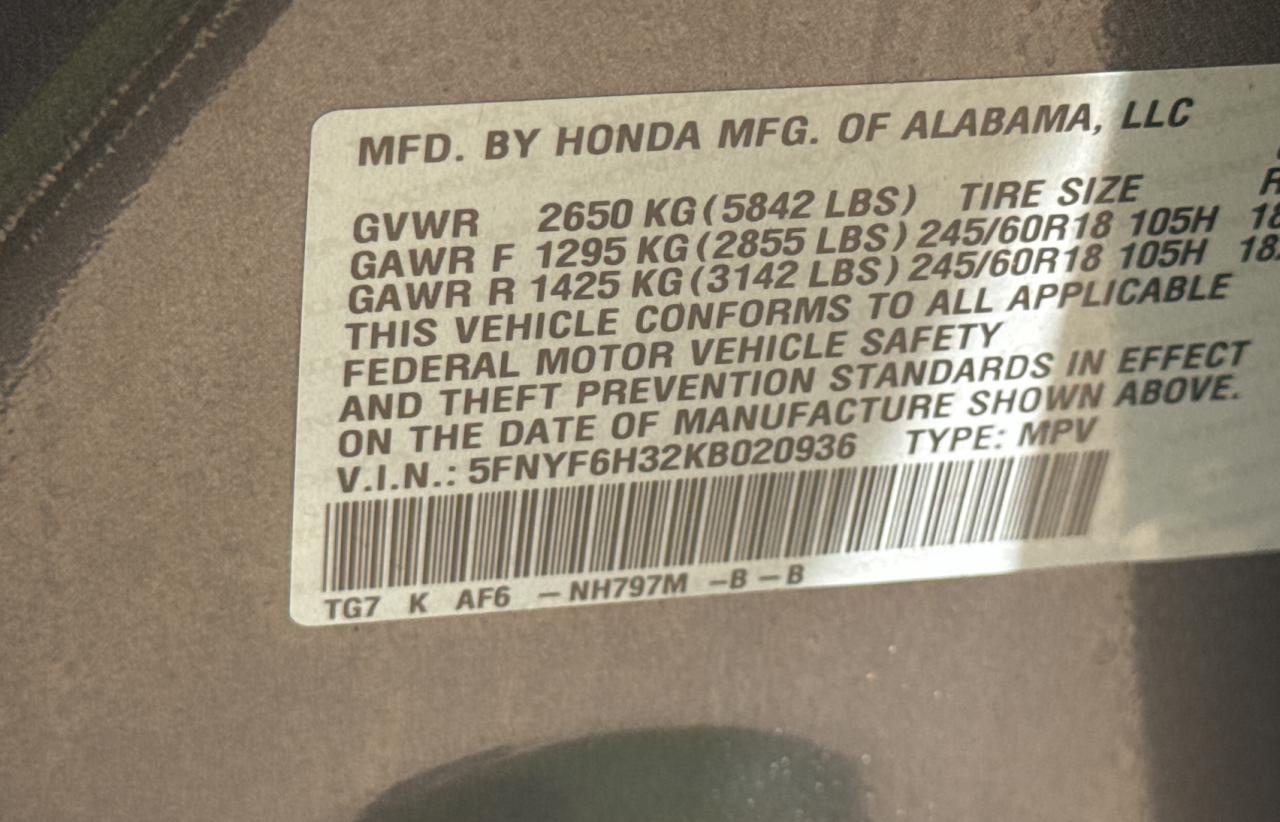 MFD. BY HONDA MFG. OF ALABAMA, LLC
GVWR 2650 KG (5842 LBS) TIRE SIZE
GAWR F 1295 KG (2855 LBS) 245/60R18 105H
GAWR R 1425 KG (3142 LBS) 245/60R18 105H
THIS VEHICLE CONFORMS TO ALL APPLICABLE
FEDERAL MOTOR VEHICLE SAFETY
AND THEFT PREVENTION STANDARDS IN EFFECT
ON THE DATE OF MANUFACTURE SHOWN ABOVE.
V.I.N.: 5FNYF6H32KB020936 TYPE: MPV
TG7 K AF6 –NH797M –B –B